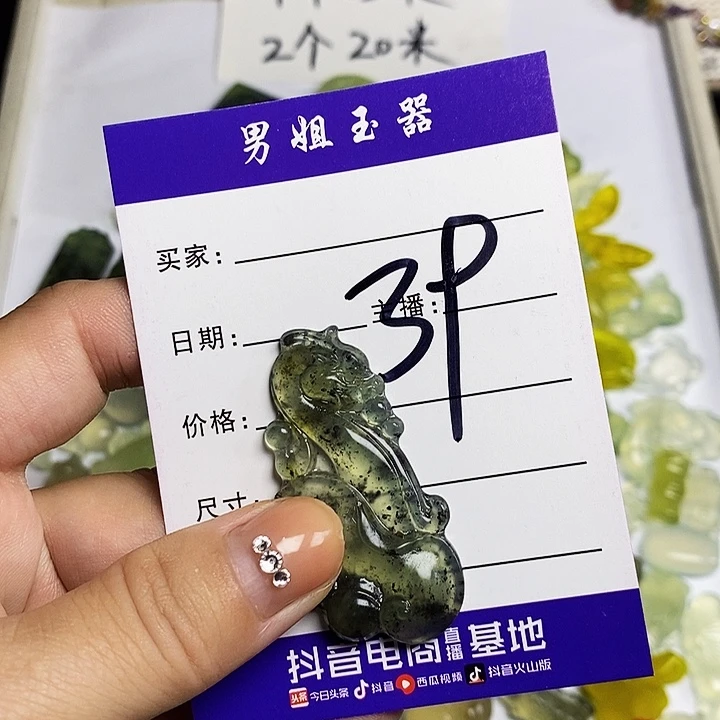 2个20米
男姐玉器
买家:
主播:
日期:
3P
价格:
尺寸:
抖音电商直播基地
头条 今日头条 抖音 西瓜视频 抖音火山版